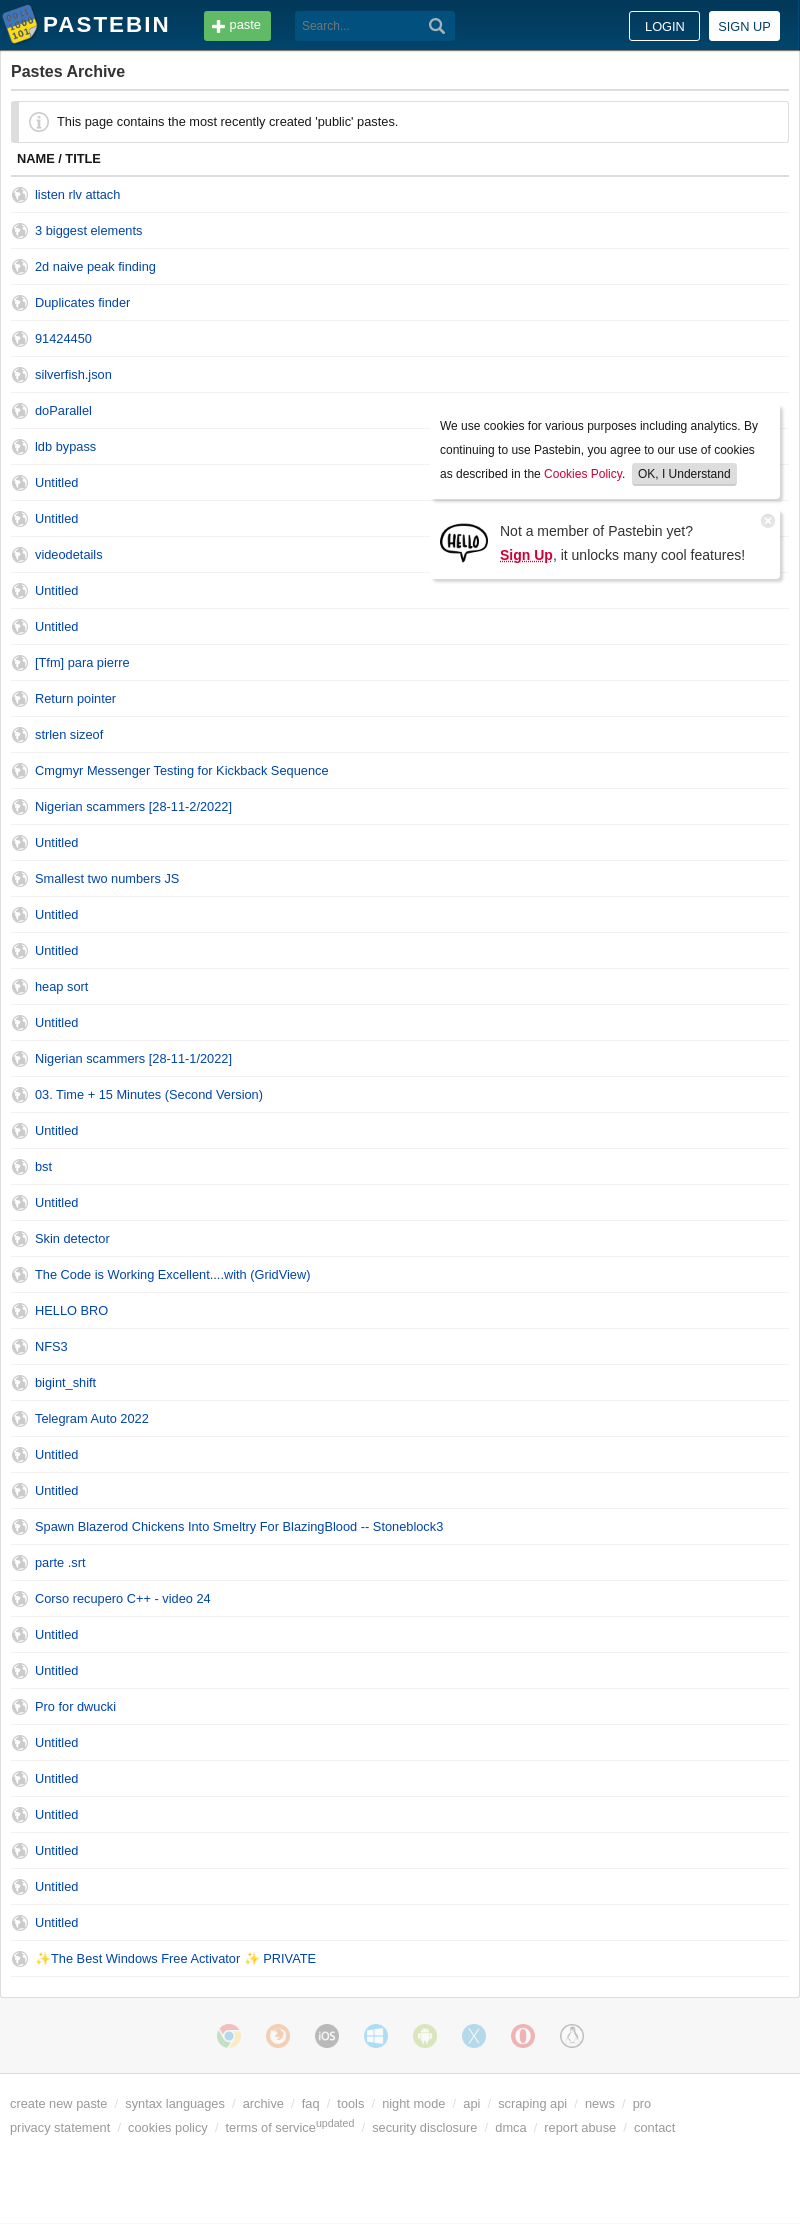 PASTEBIN paste Search... LOGIN SIGN UP
Pastes Archive
This page contains the most recently created 'public' pastes.
NAME / TITLE
listen rlv attach
3 biggest elements
2d naive peak finding
Duplicates finder
91424450
silverfish.json
doParallel
ldb bypass
Untitled
Untitled
videodetails
Untitled
Untitled
[Tfm] para pierre
Return pointer
strlen sizeof
Cmgmyr Messenger Testing for Kickback Sequence
Nigerian scammers [28-11-2/2022]
Untitled
Smallest two numbers JS
Untitled
Untitled
heap sort
Untitled
Nigerian scammers [28-11-1/2022]
03. Time + 15 Minutes (Second Version)
Untitled
bst
Untitled
Skin detector
The Code is Working Excellent....with (GridView)
HELLO BRO
NFS3
bigint_shift
Telegram Auto 2022
Untitled
Untitled
Spawn Blazerod Chickens Into Smeltry For BlazingBlood -- Stoneblock3
parte .srt
Corso recupero C++ - video 24
Untitled
Untitled
Pro for dwucki
Untitled
Untitled
Untitled
Untitled
Untitled
Untitled
✨The Best Windows Free Activator ✨ PRIVATE
We use cookies for various purposes including analytics. By
continuing to use Pastebin, you agree to our use of cookies
as described in the Cookies Policy. OK, I Understand
HELLO
Not a member of Pastebin yet?
Sign Up, it unlocks many cool features!
iOS
create new paste / syntax languages / archive / faq / tools / night mode / api / scraping api / news / pro
privacy statement / cookies policy / terms of service updated / security disclosure / dmca / report abuse / contact